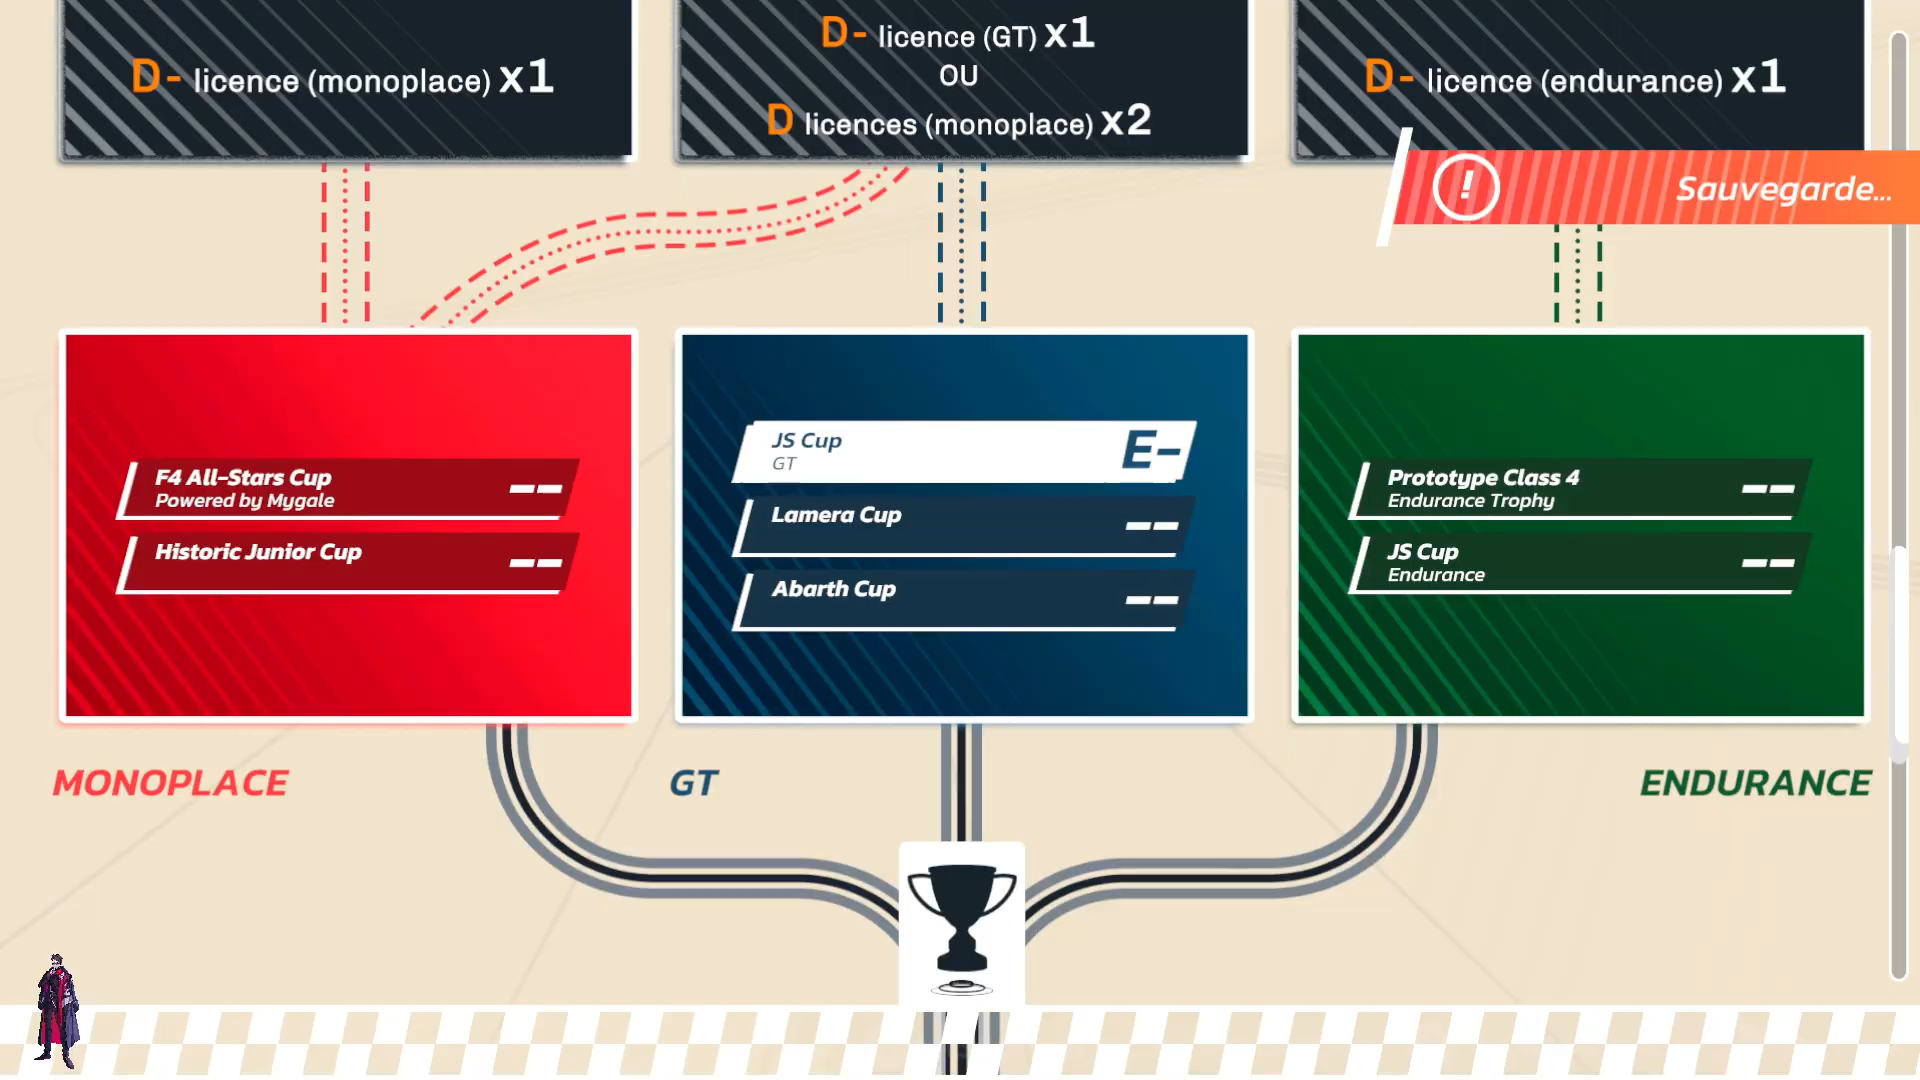 D- licence (monoplace) x1
D- licence (GT) x1
OU
D licences (monoplace) x2
D- licence (endurance) x1
! Sauvegarde...
F4 All-Stars Cup
Powered by Mygale
--
Historic Junior Cup
--
JS Cup
GT
E-
Lamera Cup
--
Abarth Cup
--
Prototype Class 4
Endurance Trophy
--
JS Cup
Endurance
--
MONOPLACE
GT
ENDURANCE